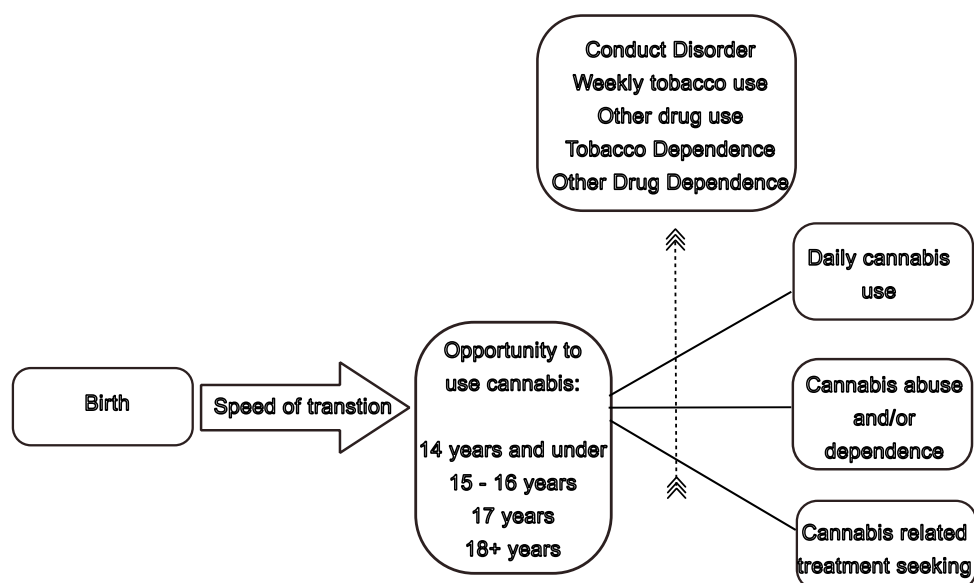 Conduct Disorder
Weekly tobacco use
Other drug use
Tobacco Dependence
Other Drug Dependence
Daily cannabis
use
Opportunity to
use cannabis:
Birth
Speed of transtion
Cannabis abuse
and/or
dependence
14 years and under
15 - 16 years
17 years
18+ years
Cannabis related
treatment seeking